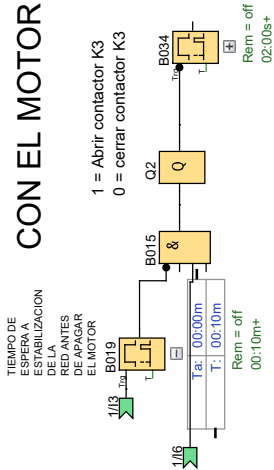 CON EL MOTOR
TIEMPO DE
ESPERA A
ESTABILIZACION
DE LA
RED ANTES
DE APAGAR
EL MOTOR
1 = Abrir contactor K3
0 = cerrar contactor K3
B034
Trg
T
Rem = off
02:00s+
Q2
Q
B015
&
B019
Trg
T
1/I3
Ta: 00:00m
T: 00:10m
Rem = off
00:10m+
1/I6